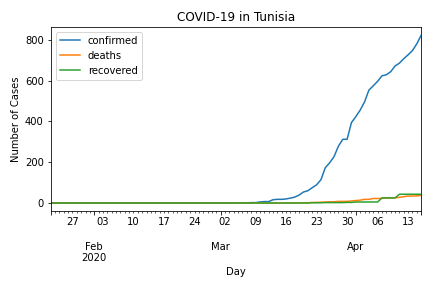 COVID-19 in Tunisia
confirmed
deaths
recovered
Number of Cases
800
600
400
200
0
27 03 10 17 24 02 09 16 23 30 06 13
Feb Mar Apr
2020
Day